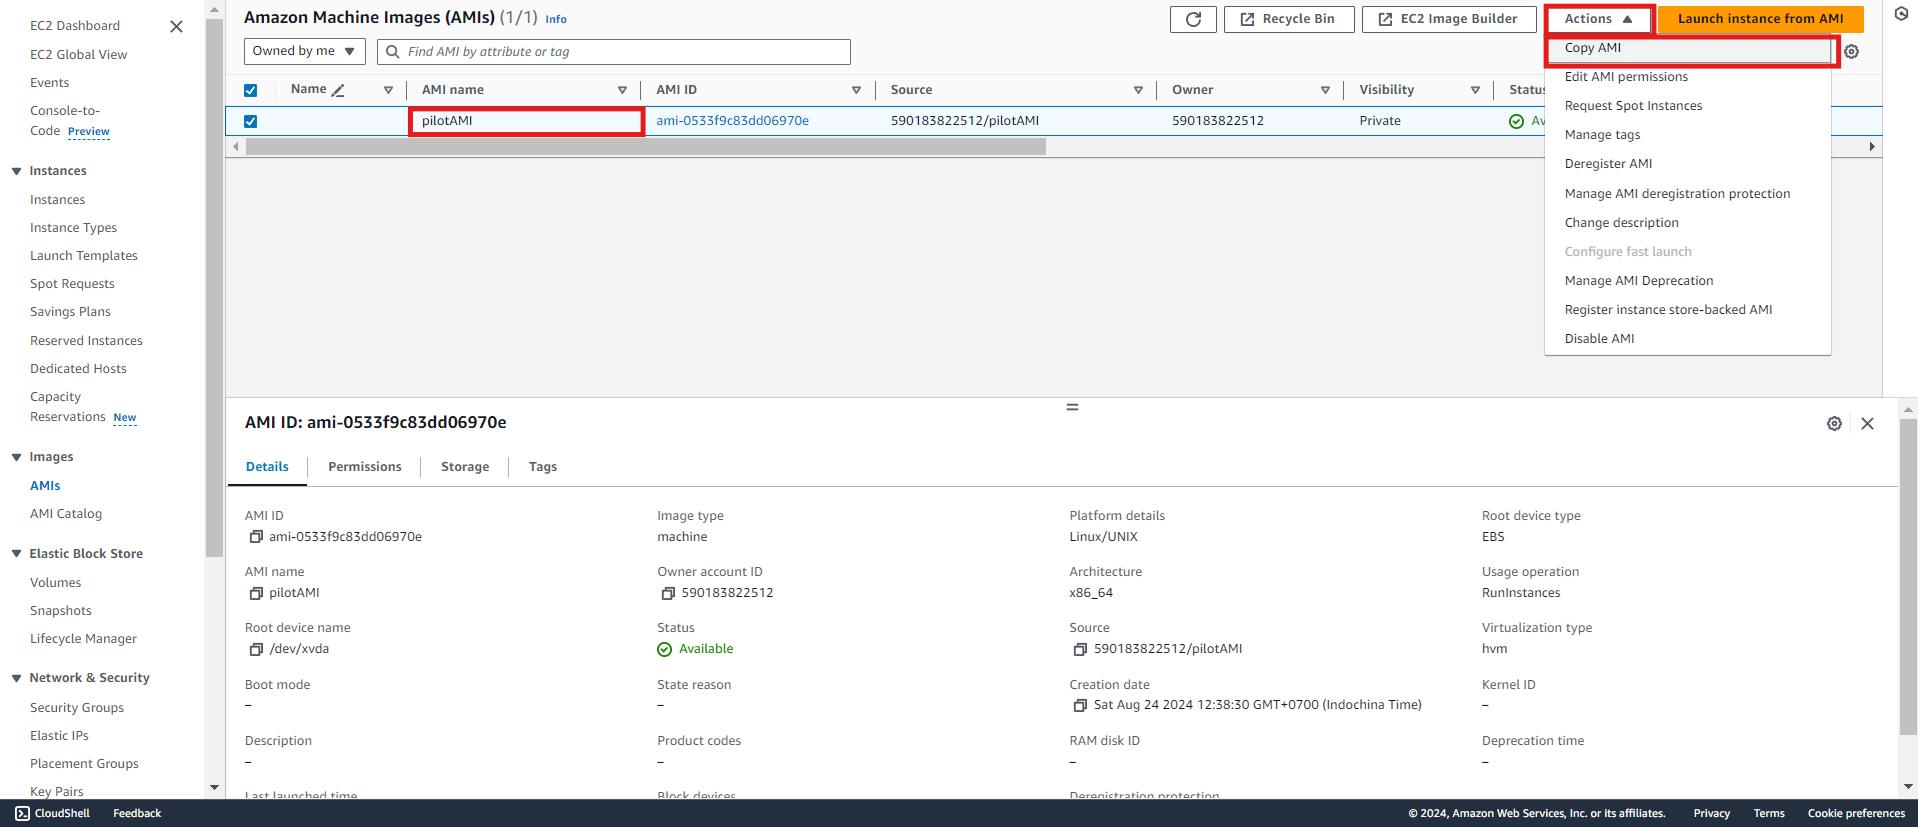 EC2 Dashboard
EC2 Global View
Events
Console-to-
Code Preview
Instances
Instances
Instance Types
Launch Templates
Spot Requests
Savings Plans
Reserved Instances
Dedicated Hosts
Capacity
Reservations New
Images
AMIs
AMI Catalog
Elastic Block Store
Volumes
Snapshots
Lifecycle Manager
Network & Security
Security Groups
Elastic IPs
Placement Groups
Key Pairs
Amazon Machine Images (AMIs) (1/1) Info
Recycle Bin
EC2 Image Builder
Actions
Launch instance from AMI
Owned by me
Find AMI by attribute or tag
Name AMI name AMI ID Source Owner Visibility Status
pilotAMI ami-0533f9c83dd06970e 590183822512/pilotAMI 590183822512 Private Av
Copy AMI
Edit AMI permissions
Request Spot Instances
Manage tags
Deregister AMI
Manage AMI deregistration protection
Change description
Configure fast launch
Manage AMI Deprecation
Register instance store-backed AMI
Disable AMI
AMI ID: ami-0533f9c83dd06970e
Details Permissions Storage Tags
AMI ID Image type Platform details Root device type
ami-0533f9c83dd06970e machine Linux/UNIX EBS
AMI name Owner account ID Architecture Usage operation
pilotAMI 590183822512 x86_64 RunInstances
Root device name Status Source Virtualization type
/dev/xvda Available 590183822512/pilotAMI hvm
Boot mode State reason Creation date Kernel ID
– – Sat Aug 24 2024 12:38:30 GMT+0700 (Indochina Time) –
Description Product codes RAM disk ID Deprecation time
– – – –
Last launched time Block devices Deregistration protection
CloudShell Feedback © 2024, Amazon Web Services, Inc. or its affiliates. Privacy Terms Cookie preferences